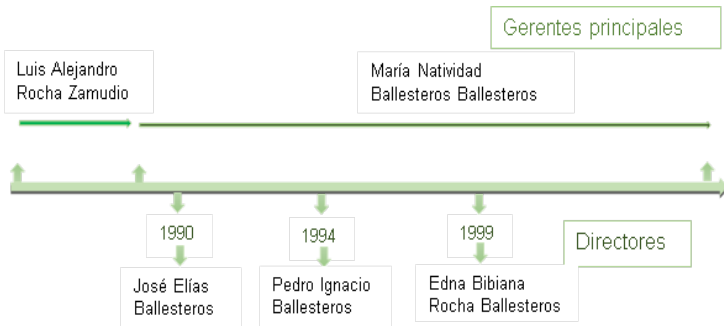 Gerentes principales
Luis Alejandro
Rocha Zamudio
María Natividad
Ballesteros Ballesteros
1990
1994
1999
Directores
José Elías
Ballesteros
Pedro Ignacio
Ballesteros
Edna Bibiana
Rocha Ballesteros